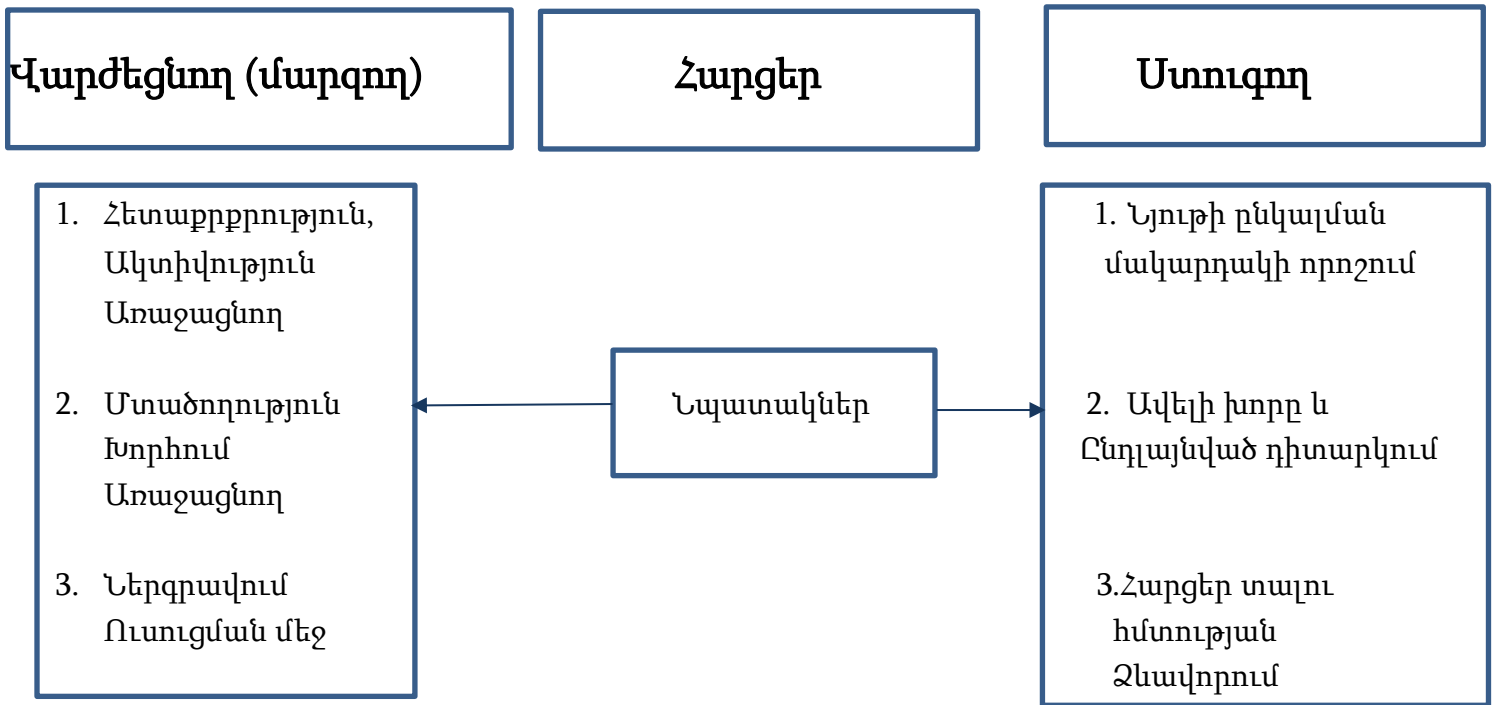 Վարժեցնող (մարզող)
Հարցեր
Ստուգող
1. Հետաքրքրություն,
Ակտիվություն
Առաջացնող
2. Մտածողություն
Խորհում
Առաջացնող
3. Ներգրավում
Ուսուցման մեջ
Նպատակներ
1. Նյութի ընկալման
մակարդակի որոշում
2. Ավելի խորը և
Ընդլայնված դիտարկում
3.Հարցեր տալու
հմտության
Ձևավորում